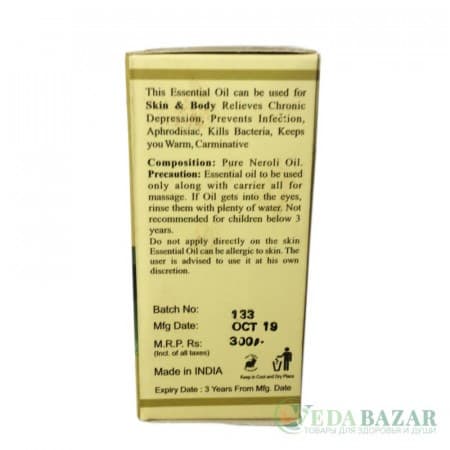 This Essential Oil can be used for
Skin & Body Relieves Chronic
Depression, Prevents Infection,
Aphrodisiac, Kills Bacteria, Keeps
you Warm, Carminative
Composition: Pure Neroli Oil.
Precaution: Essential oil to be used
only along with carrier all for
massage. If Oil gets into the eyes,
rinse them with plenty of water. Not
recommended for children below 3
years.
Do not apply directly on the skin
Essential Oil can be allergic to skin. The
user is advised to use it at his own
discretion.
Batch No: 133
Mfg Date: OCT 19
M.R.P. Rs: 300/-
(Incl. of all taxes)
Keep in Cool and Dry Place
Made in INDIA
Expiry Date: 3 Years From Mfg. Date
VEDA BAZAR
ТОВАРЫ ДЛЯ ЗДОРОВЬЯ И ДУШИ